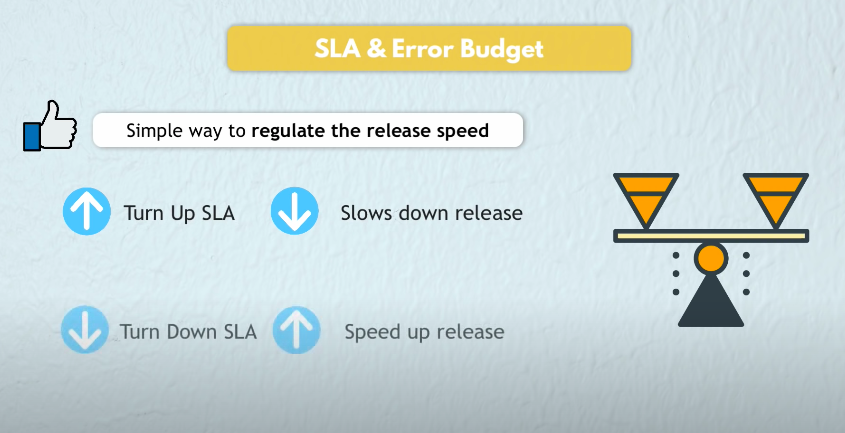 SLA & Error Budget
Simple way to regulate the release speed
Turn Up SLA
Slows down release
Turn Down SLA
Speed up release